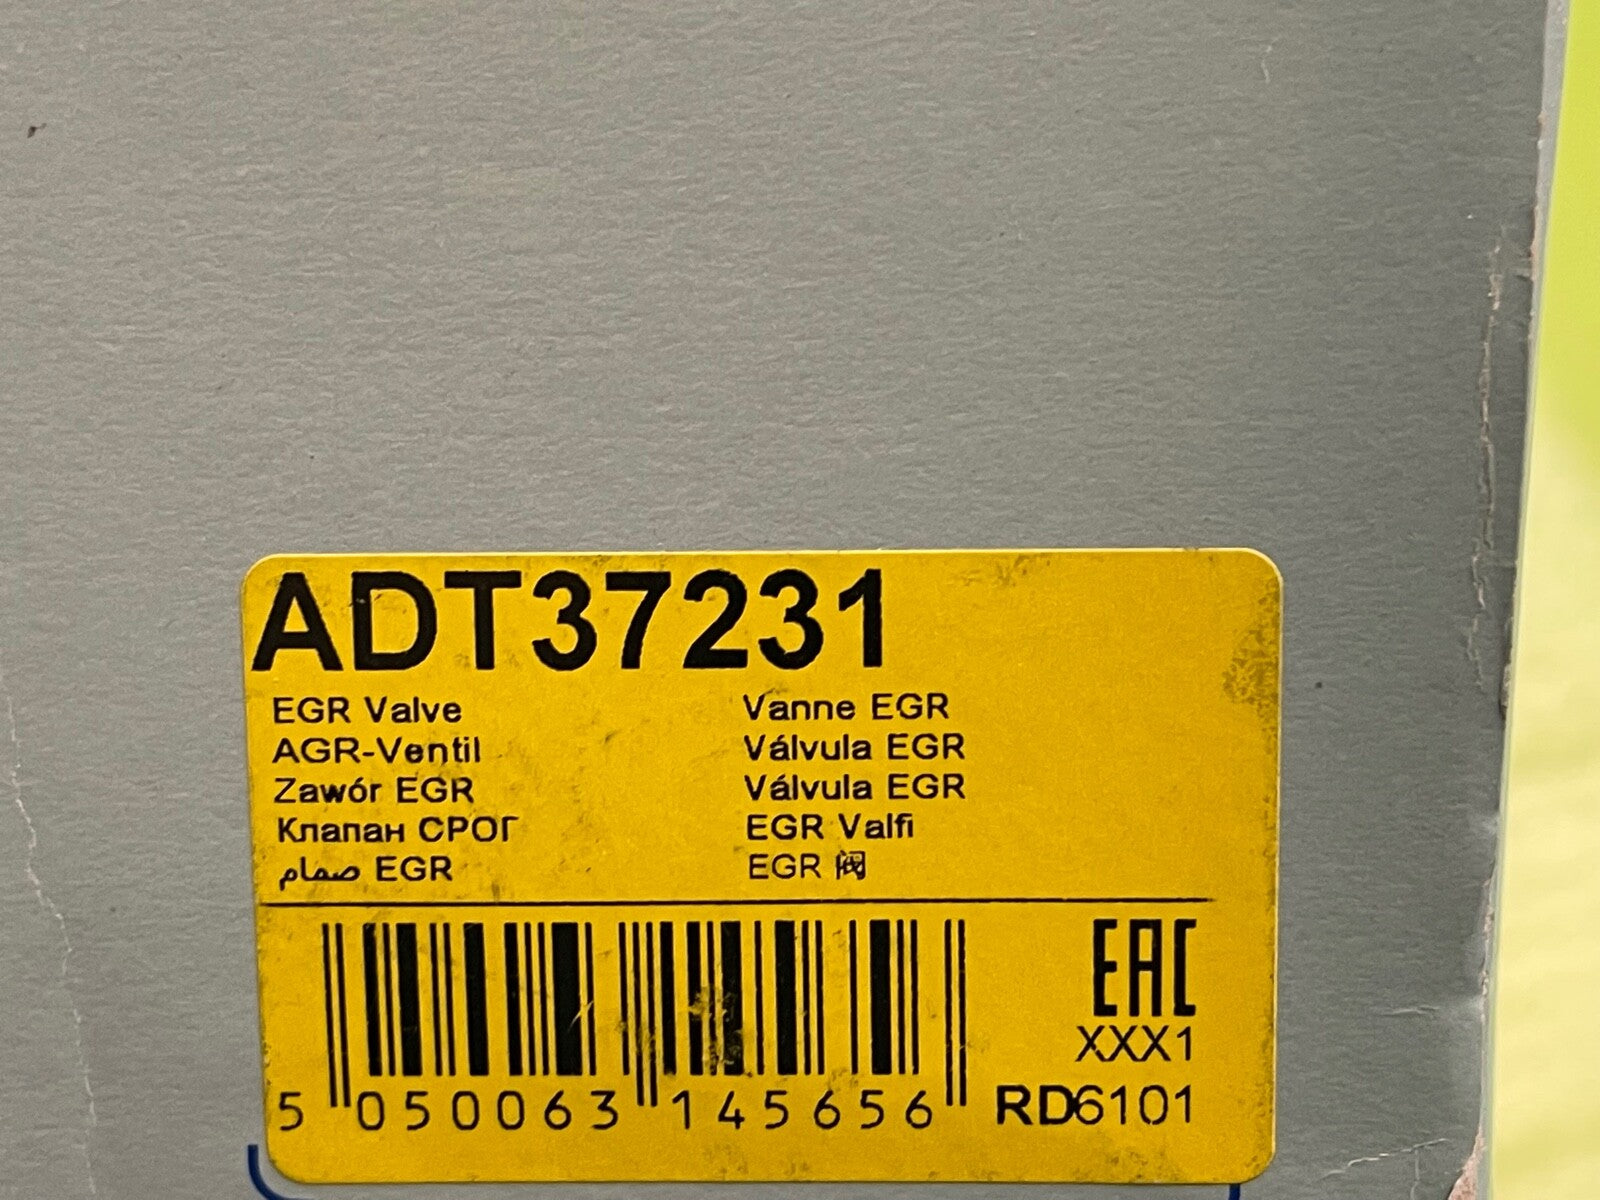 ADT37231
EGR Valve
AGR-Ventil
Zawór EGR
Клапан СРОГ
صمام EGR
Vanne EGR
Válvula EGR
Válvula EGR
EGR Valfi
EGR 阀
5 050063 145656
EAC
XXX1
RD6101